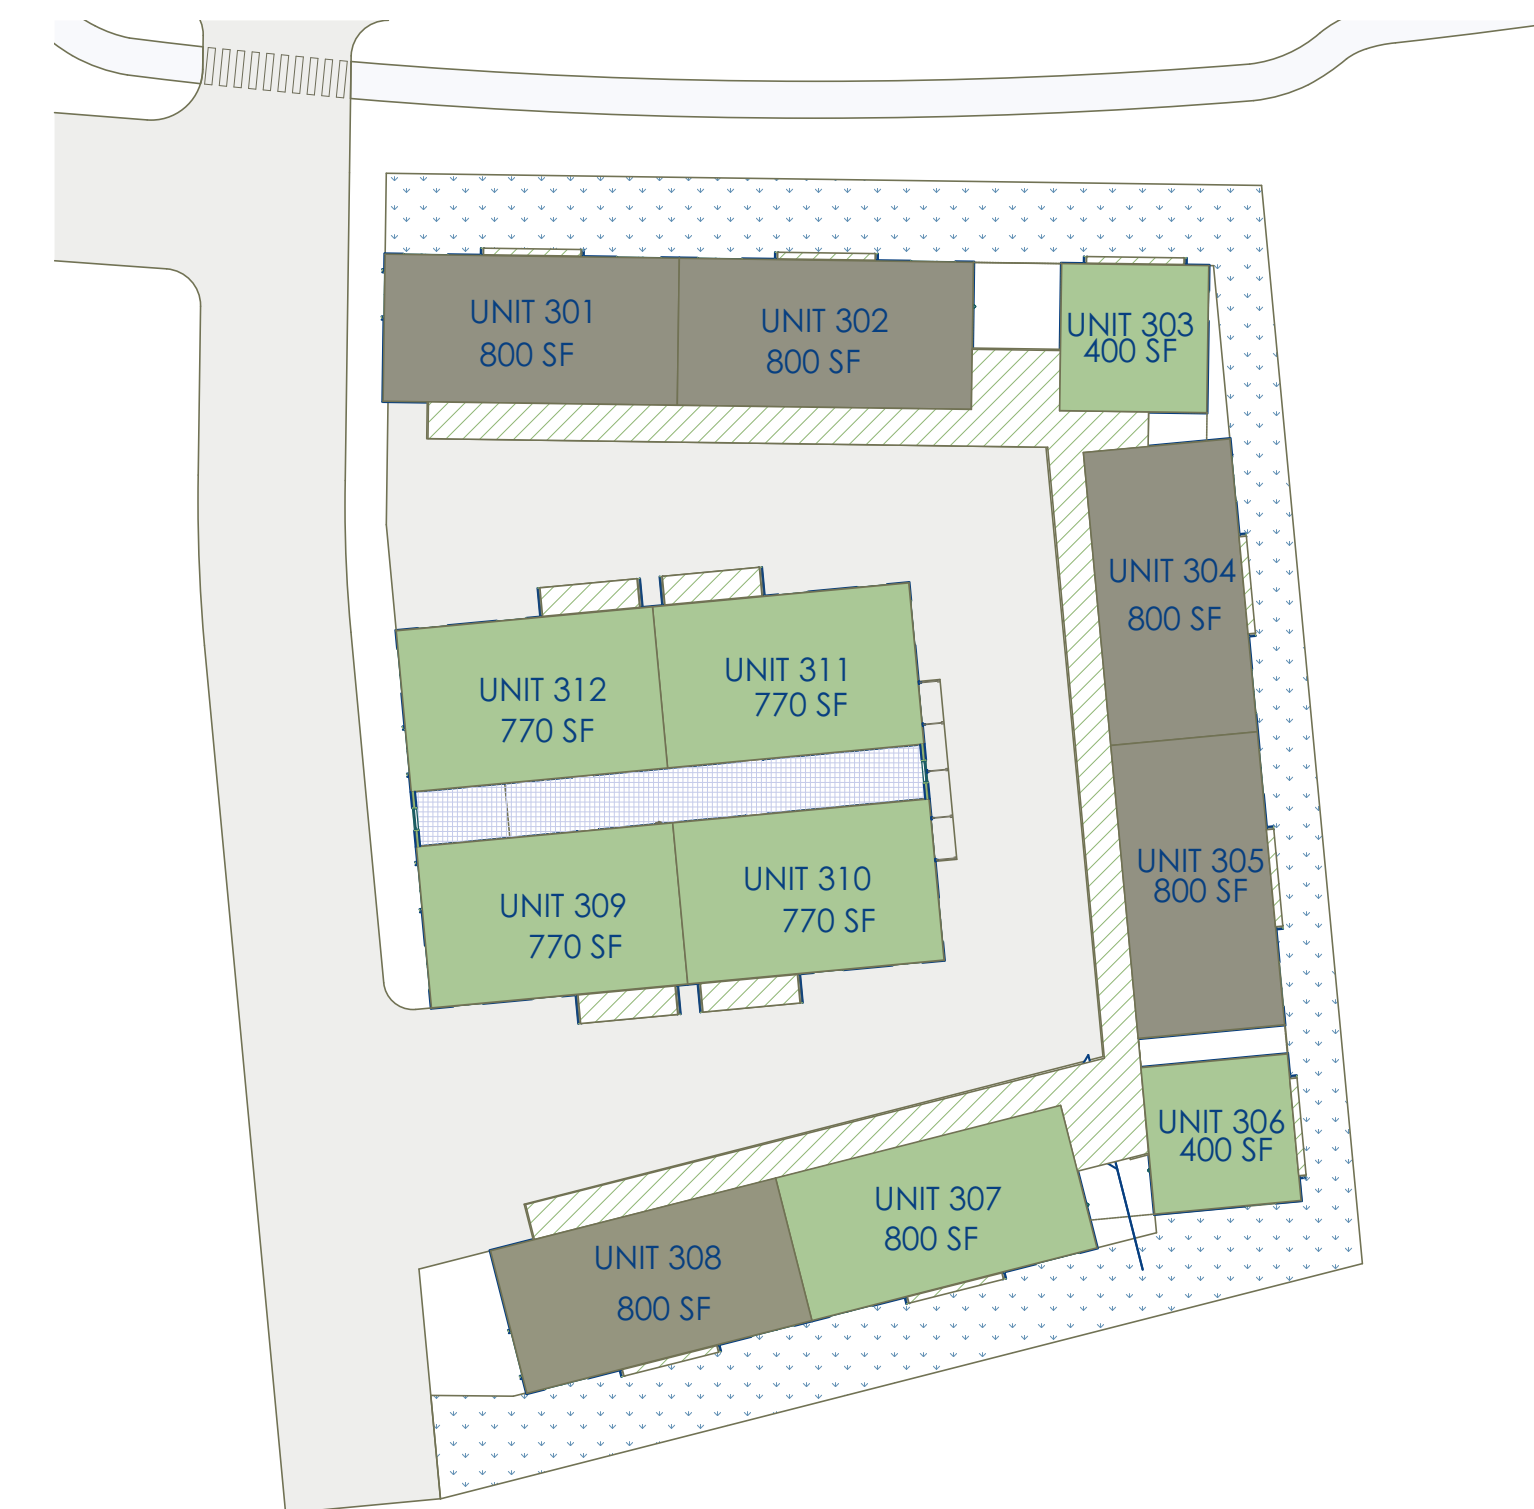 UNIT 301
800 SF
UNIT 302
800 SF
UNIT 303
400 SF
UNIT 304
800 SF
UNIT 312
770 SF
UNIT 311
770 SF
UNIT 305
800 SF
UNIT 309
770 SF
UNIT 310
770 SF
UNIT 306
400 SF
UNIT 308
800 SF
UNIT 307
800 SF